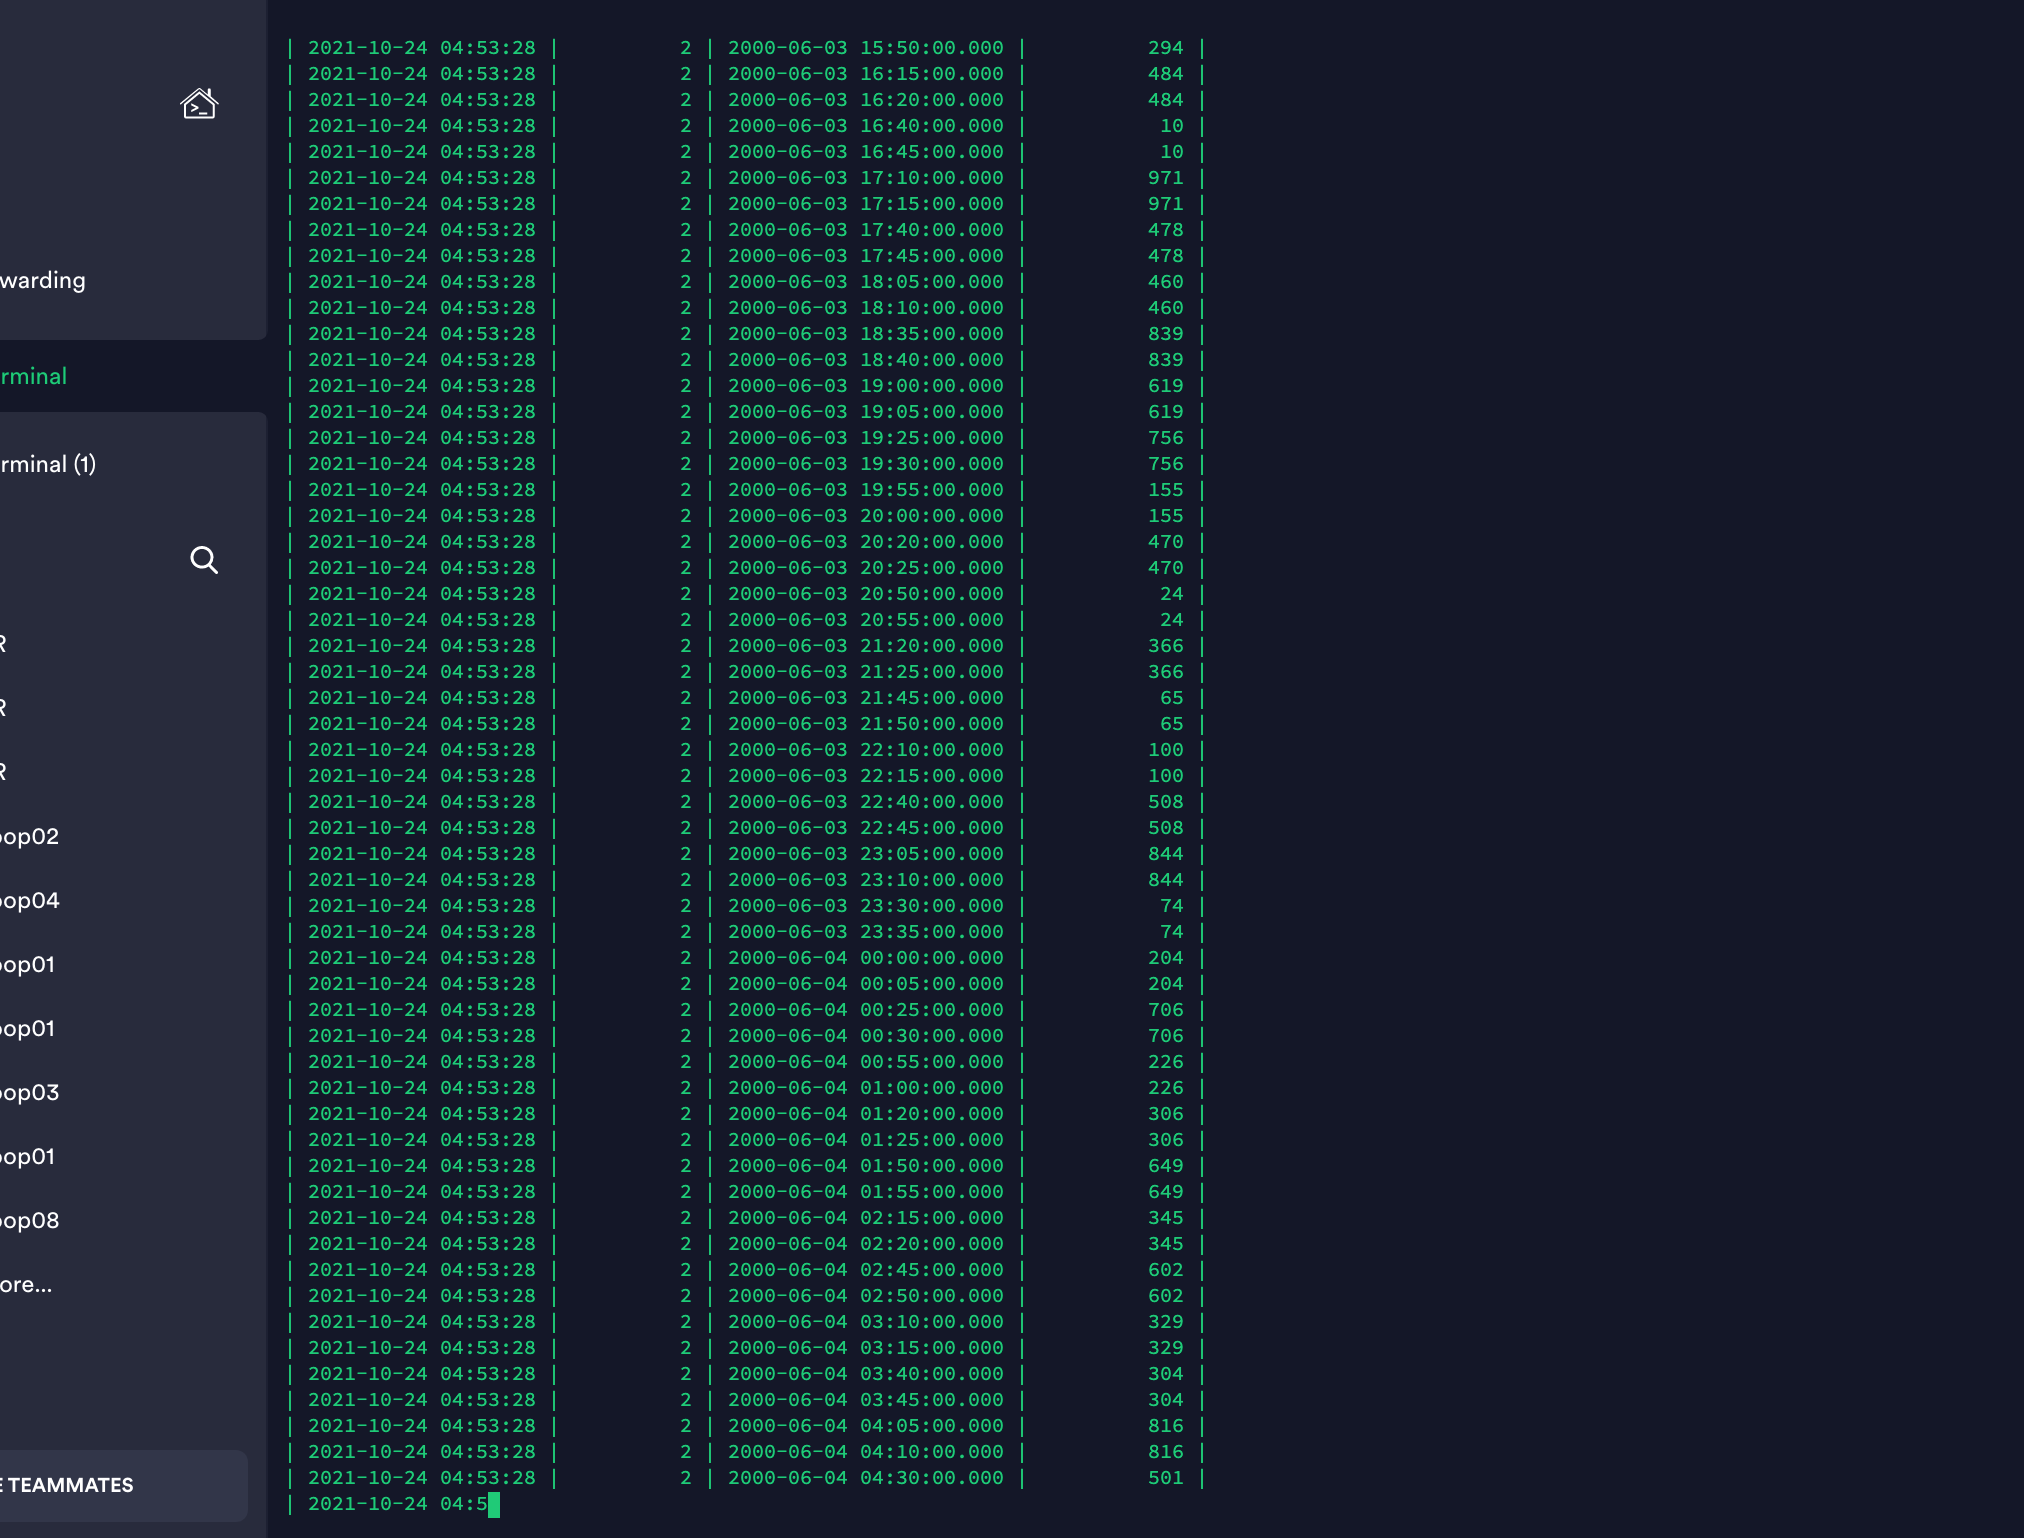 warding
rminal
rminal (1)
R
R
R
oop02
oop04
oop01
oop01
oop03
oop01
oop08
ore...
E TEAMMATES
| 2021-10-24 04:53:28 | 2 | 2000-06-03 15:50:00.000 | 294 |
| 2021-10-24 04:53:28 | 2 | 2000-06-03 16:15:00.000 | 484 |
| 2021-10-24 04:53:28 | 2 | 2000-06-03 16:20:00.000 | 484 |
| 2021-10-24 04:53:28 | 2 | 2000-06-03 16:40:00.000 | 10 |
| 2021-10-24 04:53:28 | 2 | 2000-06-03 16:45:00.000 | 10 |
| 2021-10-24 04:53:28 | 2 | 2000-06-03 17:10:00.000 | 971 |
| 2021-10-24 04:53:28 | 2 | 2000-06-03 17:15:00.000 | 971 |
| 2021-10-24 04:53:28 | 2 | 2000-06-03 17:40:00.000 | 478 |
| 2021-10-24 04:53:28 | 2 | 2000-06-03 17:45:00.000 | 478 |
| 2021-10-24 04:53:28 | 2 | 2000-06-03 18:05:00.000 | 460 |
| 2021-10-24 04:53:28 | 2 | 2000-06-03 18:10:00.000 | 460 |
| 2021-10-24 04:53:28 | 2 | 2000-06-03 18:35:00.000 | 839 |
| 2021-10-24 04:53:28 | 2 | 2000-06-03 18:40:00.000 | 839 |
| 2021-10-24 04:53:28 | 2 | 2000-06-03 19:00:00.000 | 619 |
| 2021-10-24 04:53:28 | 2 | 2000-06-03 19:05:00.000 | 619 |
| 2021-10-24 04:53:28 | 2 | 2000-06-03 19:25:00.000 | 756 |
| 2021-10-24 04:53:28 | 2 | 2000-06-03 19:30:00.000 | 756 |
| 2021-10-24 04:53:28 | 2 | 2000-06-03 19:55:00.000 | 155 |
| 2021-10-24 04:53:28 | 2 | 2000-06-03 20:00:00.000 | 155 |
| 2021-10-24 04:53:28 | 2 | 2000-06-03 20:20:00.000 | 470 |
| 2021-10-24 04:53:28 | 2 | 2000-06-03 20:25:00.000 | 470 |
| 2021-10-24 04:53:28 | 2 | 2000-06-03 20:50:00.000 | 24 |
| 2021-10-24 04:53:28 | 2 | 2000-06-03 20:55:00.000 | 24 |
| 2021-10-24 04:53:28 | 2 | 2000-06-03 21:20:00.000 | 366 |
| 2021-10-24 04:53:28 | 2 | 2000-06-03 21:25:00.000 | 366 |
| 2021-10-24 04:53:28 | 2 | 2000-06-03 21:45:00.000 | 65 |
| 2021-10-24 04:53:28 | 2 | 2000-06-03 21:50:00.000 | 65 |
| 2021-10-24 04:53:28 | 2 | 2000-06-03 22:10:00.000 | 100 |
| 2021-10-24 04:53:28 | 2 | 2000-06-03 22:15:00.000 | 100 |
| 2021-10-24 04:53:28 | 2 | 2000-06-03 22:40:00.000 | 508 |
| 2021-10-24 04:53:28 | 2 | 2000-06-03 22:45:00.000 | 508 |
| 2021-10-24 04:53:28 | 2 | 2000-06-03 23:05:00.000 | 844 |
| 2021-10-24 04:53:28 | 2 | 2000-06-03 23:10:00.000 | 844 |
| 2021-10-24 04:53:28 | 2 | 2000-06-03 23:30:00.000 | 74 |
| 2021-10-24 04:53:28 | 2 | 2000-06-03 23:35:00.000 | 74 |
| 2021-10-24 04:53:28 | 2 | 2000-06-04 00:00:00.000 | 204 |
| 2021-10-24 04:53:28 | 2 | 2000-06-04 00:05:00.000 | 204 |
| 2021-10-24 04:53:28 | 2 | 2000-06-04 00:25:00.000 | 706 |
| 2021-10-24 04:53:28 | 2 | 2000-06-04 00:30:00.000 | 706 |
| 2021-10-24 04:53:28 | 2 | 2000-06-04 00:55:00.000 | 226 |
| 2021-10-24 04:53:28 | 2 | 2000-06-04 01:00:00.000 | 226 |
| 2021-10-24 04:53:28 | 2 | 2000-06-04 01:20:00.000 | 306 |
| 2021-10-24 04:53:28 | 2 | 2000-06-04 01:25:00.000 | 306 |
| 2021-10-24 04:53:28 | 2 | 2000-06-04 01:50:00.000 | 649 |
| 2021-10-24 04:53:28 | 2 | 2000-06-04 01:55:00.000 | 649 |
| 2021-10-24 04:53:28 | 2 | 2000-06-04 02:15:00.000 | 345 |
| 2021-10-24 04:53:28 | 2 | 2000-06-04 02:20:00.000 | 345 |
| 2021-10-24 04:53:28 | 2 | 2000-06-04 02:45:00.000 | 602 |
| 2021-10-24 04:53:28 | 2 | 2000-06-04 02:50:00.000 | 602 |
| 2021-10-24 04:53:28 | 2 | 2000-06-04 03:10:00.000 | 329 |
| 2021-10-24 04:53:28 | 2 | 2000-06-04 03:15:00.000 | 329 |
| 2021-10-24 04:53:28 | 2 | 2000-06-04 03:40:00.000 | 304 |
| 2021-10-24 04:53:28 | 2 | 2000-06-04 03:45:00.000 | 304 |
| 2021-10-24 04:53:28 | 2 | 2000-06-04 04:05:00.000 | 816 |
| 2021-10-24 04:53:28 | 2 | 2000-06-04 04:10:00.000 | 816 |
| 2021-10-24 04:53:28 | 2 | 2000-06-04 04:30:00.000 | 501 |
| 2021-10-24 04:5